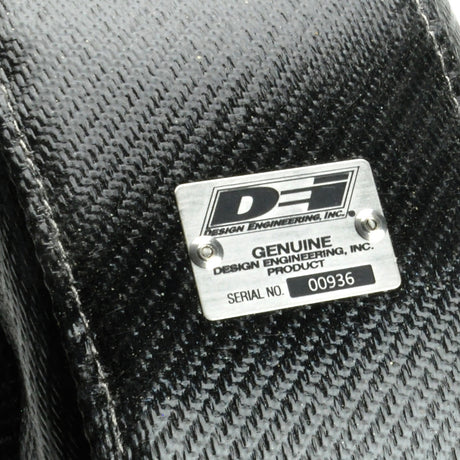 DEI
DESIGN ENGINEERING, INC.®
GENUINE
DESIGN ENGINEERING, INC.
PRODUCT
SERIAL NO. 00936